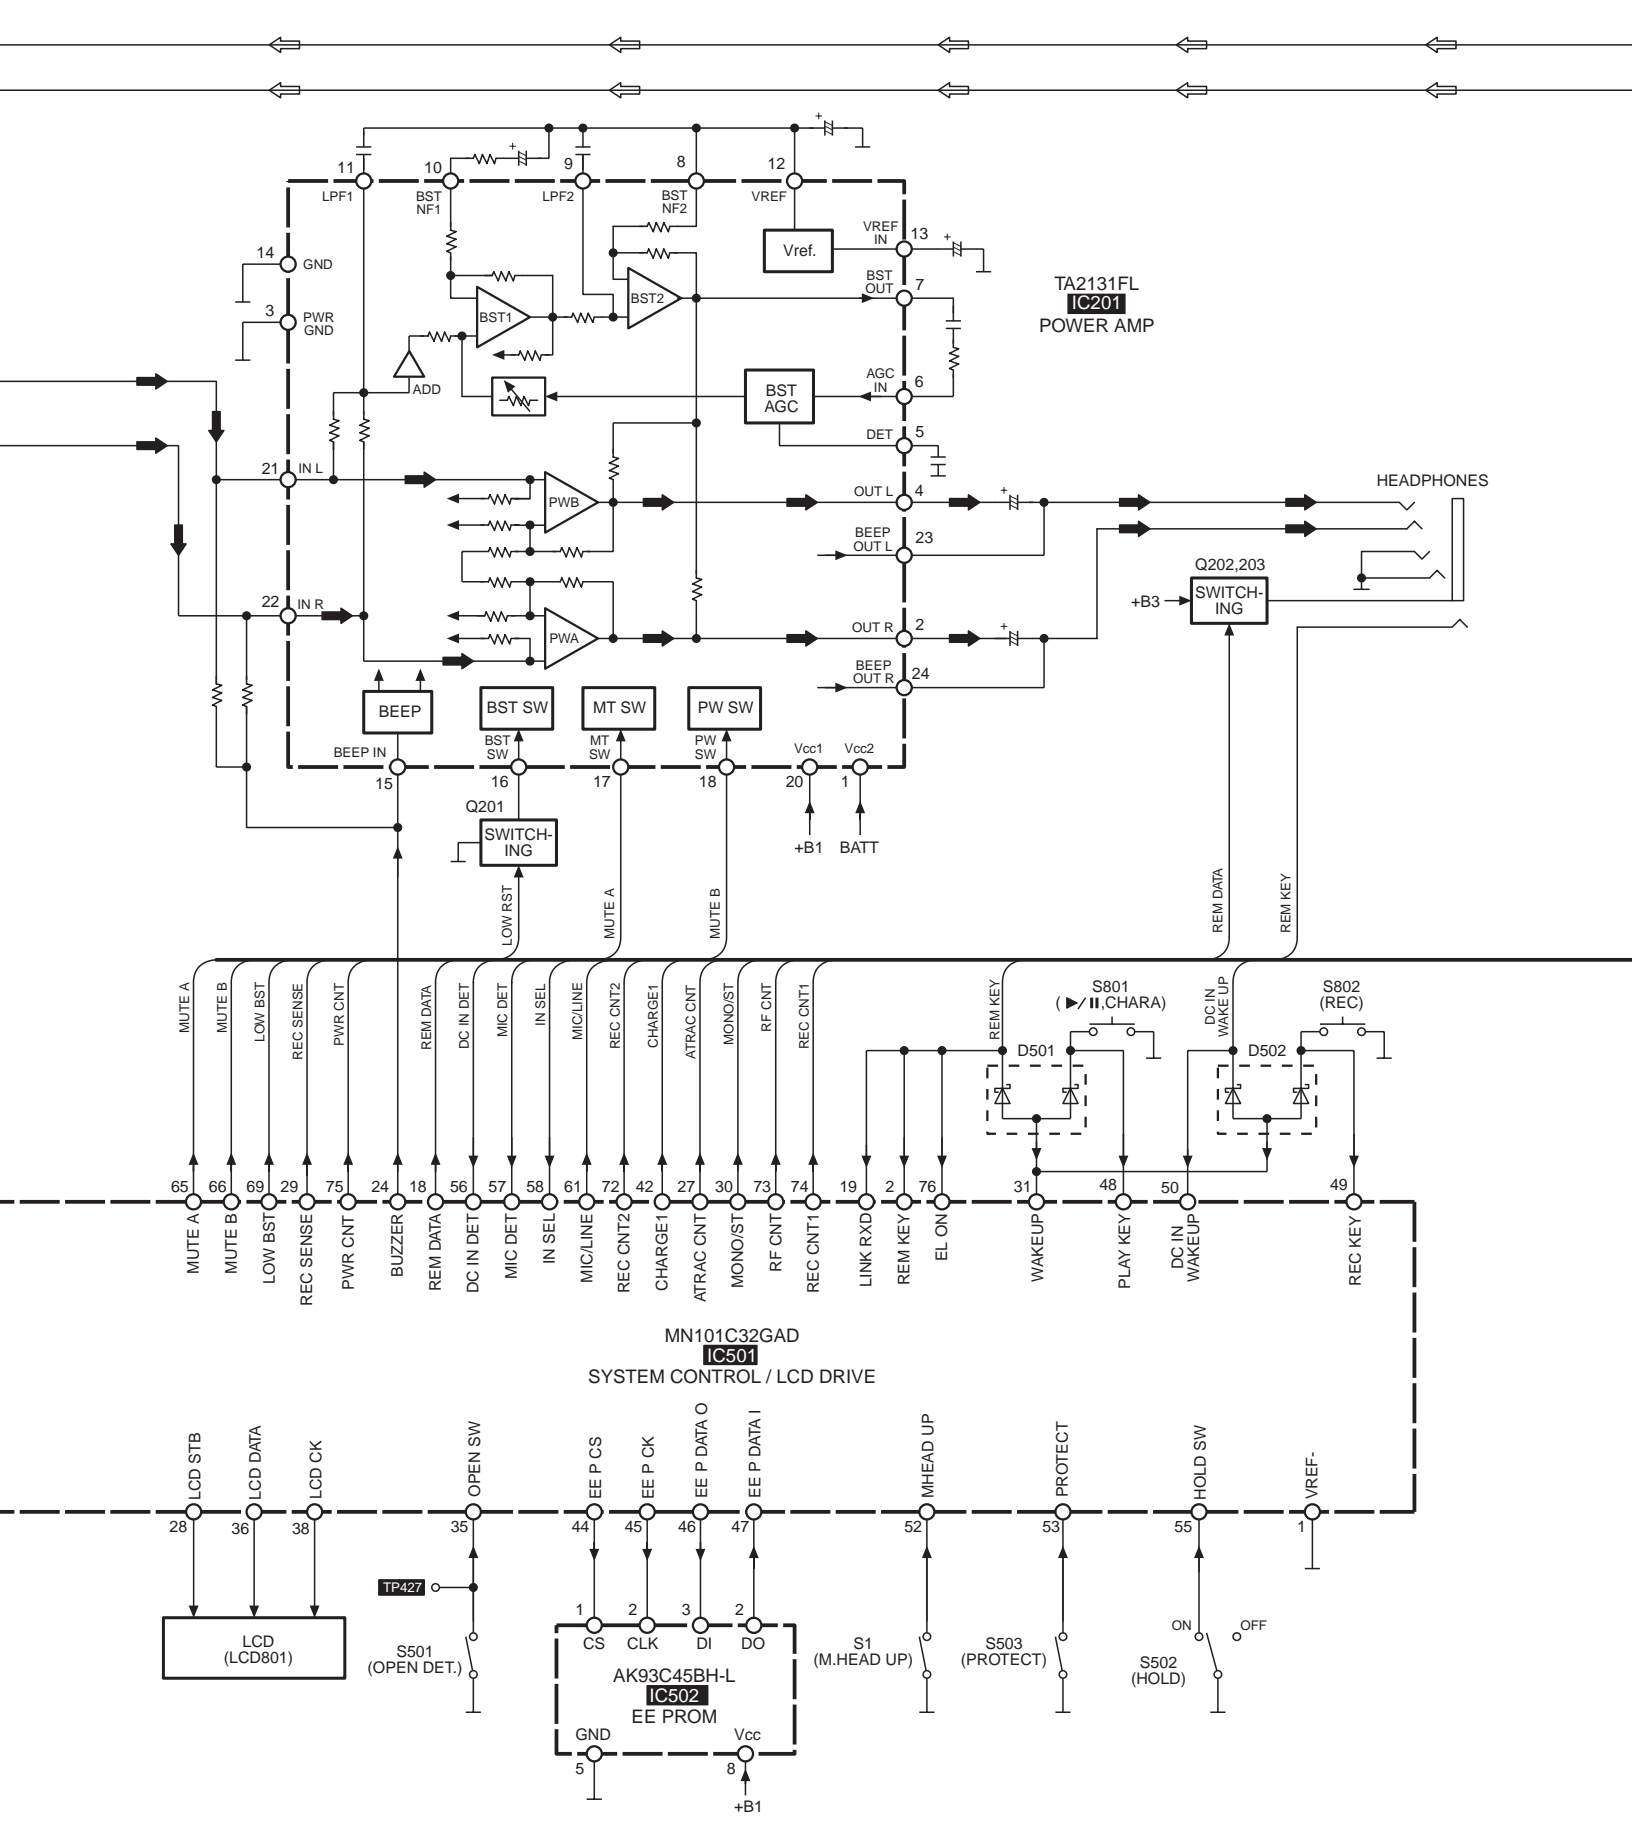 +
+
11
10
9
8
12
LPF1
BST
NF1
LPF2
BST
NF2
VREF
VREF
IN
13
+
Vref.
14
GND
BST
OUT
7
TA2131FL
IC201
POWER AMP
3
PWR
GND
BST1
BST2
ADD
BST
AGC
AGC
IN
6
DET
5
21
IN L
PWB
OUT L
4
+
HEADPHONES
BEEP
OUT L
23
Q202,203
SWITCH-
ING
+B3
22
IN R
PWA
OUT R
2
+
BEEP
OUT R
24
BEEP
BST SW
MT SW
PW SW
BEEP IN
BST
SW
MT
SW
PW
SW
Vcc1
Vcc2
15
16
17
18
20
1
Q201
SWITCH-
ING
+B1
BATT
LOW RST
MUTE A
MUTE B
REM DATA
REM KEY
MUTE A
MUTE B
LOW BST
REC SENSE
PWR CNT
REM DATA
DC IN DET
MIC DET
IN SEL
MIC/LINE
REC CNT2
CHARGE1
ATRAC CNT
MONO/ST
RF CNT
REC CNT1
REM KEY
S801
( ▶/⏸,CHARA)
DC IN
WAKE UP
S802
(REC)
D501
D502
65
66
69
29
75
24
18
56
57
58
61
72
42
27
30
73
74
19
2
76
31
48
50
49
MUTE A
MUTE B
LOW BST
REC SENSE
PWR CNT
BUZZER
REM DATA
DC IN DET
MIC DET
IN SEL
MIC/LINE
REC CNT2
CHARGE1
ATRAC CNT
MONO/ST
RF CNT
REC CNT1
LINK RXD
REM KEY
EL ON
WAKEUP
PLAY KEY
DC IN
WAKEUP
REC KEY
MN101C32GAD
IC501
SYSTEM CONTROL / LCD DRIVE
LCD STB
LCD DATA
LCD CK
OPEN SW
EE P CS
EE P CK
EE P DATA O
EE P DATA I
MHEAD UP
PROTECT
HOLD SW
VREF-
28
36
38
35
44
45
46
47
52
53
55
1
TP427
1
2
3
2
CS
CLK
DI
DO
LCD
(LCD801)
S501
(OPEN DET.)
AK93C45BH-L
IC502
EE PROM
GND
Vcc
5
8
+B1
S1
(M.HEAD UP)
S503
(PROTECT)
ON
OFF
S502
(HOLD)